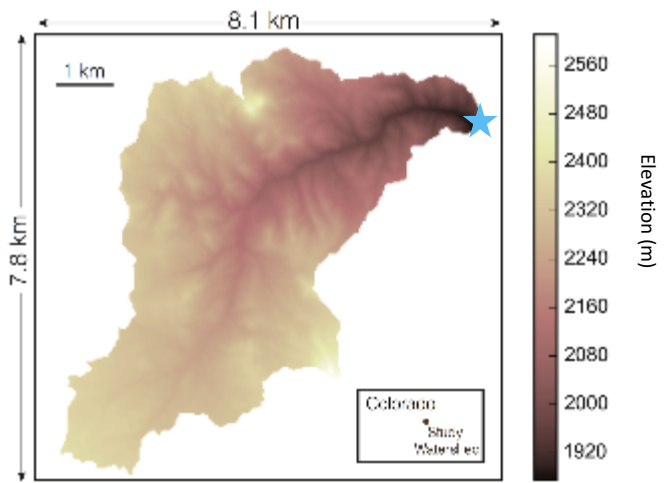 8.1 km
1 km
7.8 km
2560
2480
2400
2320
2240
2160
2080
2000
1920
Elevation (m)
Colorado
Study
Watershed